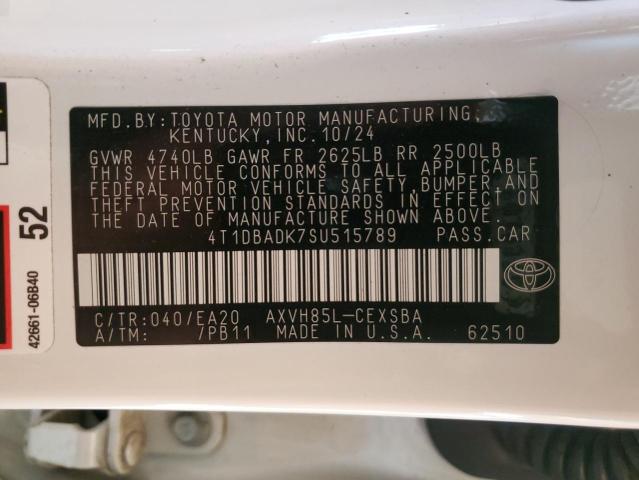 MFD.BY:TOYOTA MOTOR MANUFACTURING,
KENTUCKY, INC. 10/24
GVWR 4740LB GAWR FR 2625LB RR 2500LB
THIS VEHICLE CONFORMS TO ALL APPLICABLE
FEDERAL MOTOR VEHICLE SAFETY, BUMPER, AND
THEFT PREVENTION STANDARDS IN EFFECT ON
THE DATE OF MANUFACTURE SHOWN ABOVE.
4T1DBADK7SU515789 PASS.CAR
C/TR:040/EA20 AXVH85L-CEXSBA
A/TM: /PB11 MADE IN U.S.A. 62510
52
42661-06B40